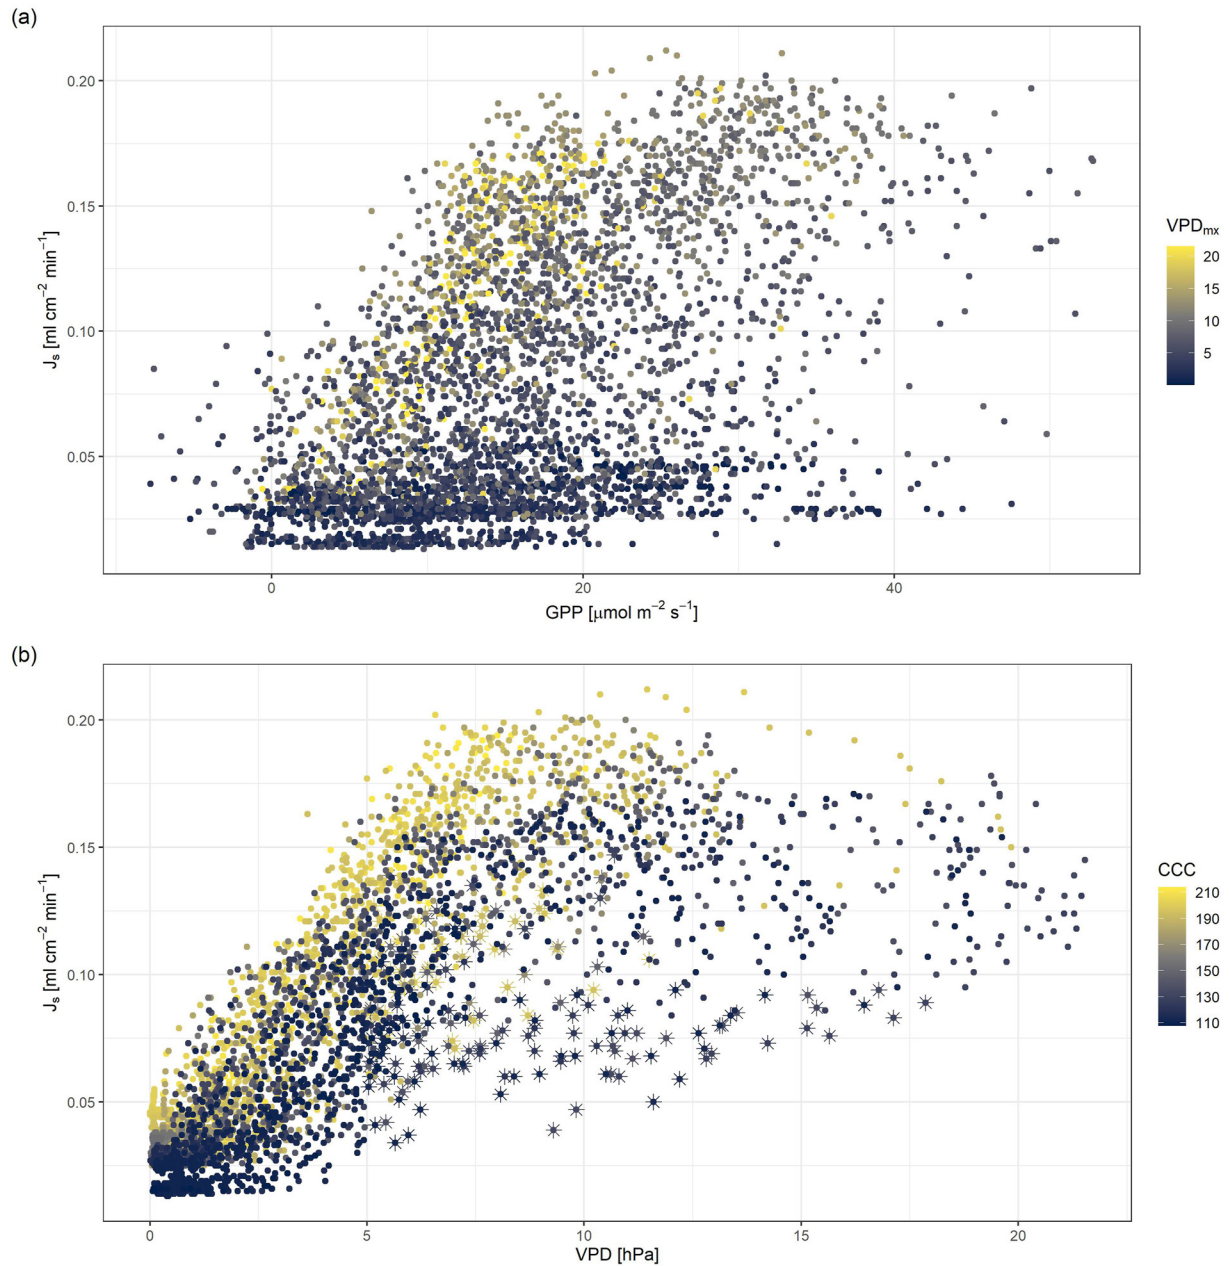 (a)
0.20
0.15
0.10
0.05
Jₛ [ml cm⁻² min⁻¹]
0 20 40
GPP [μmol m⁻² s⁻¹]
VPDₘₓ
20
15
10
5
(b)
0.20
0.15
0.10
0.05
Jₛ [ml cm⁻² min⁻¹]
0 5 10 15 20
VPD [hPa]
CCC
210
190
170
150
130
110